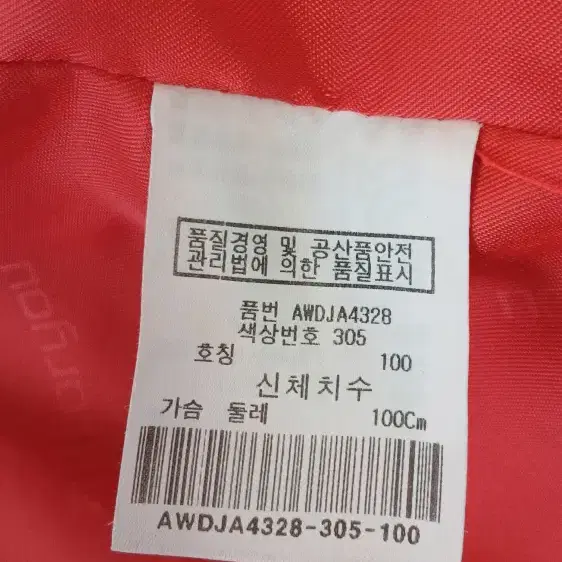 품질경영 및 공산품안전
관리법에 의한 품질표시
품번 AWDJA4328
색상번호 305
호칭 100
신체치수
가슴 둘레 100Cm
AWDJA4328-305-100